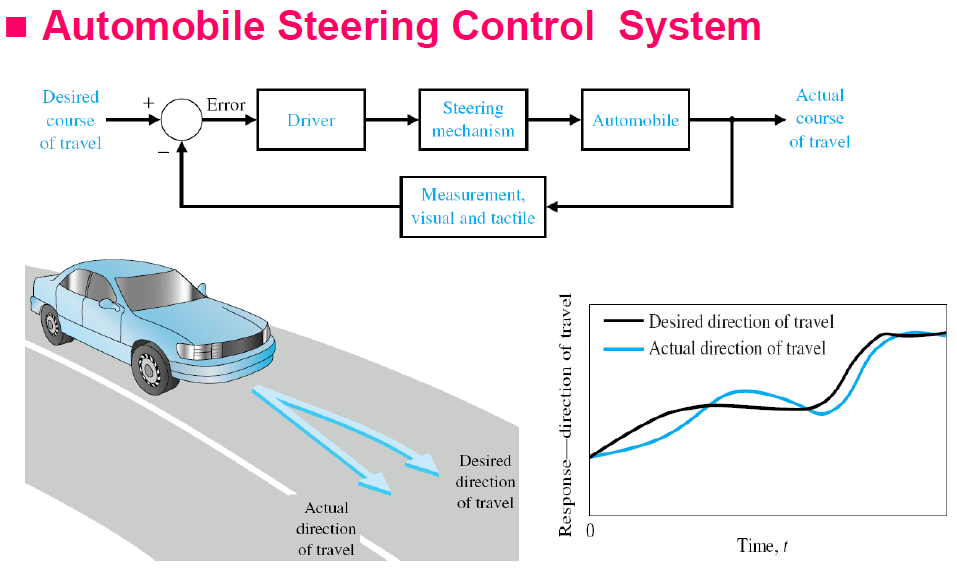 Automobile Steering Control System
Desired
course
of travel
+
−
Error
Driver
Steering
mechanism
Automobile
Actual
course
of travel
Measurement,
visual and tactile
Desired
direction
of travel
Actual
direction
of travel
Response—direction of travel
Desired direction of travel
Actual direction of travel
0
Time, t